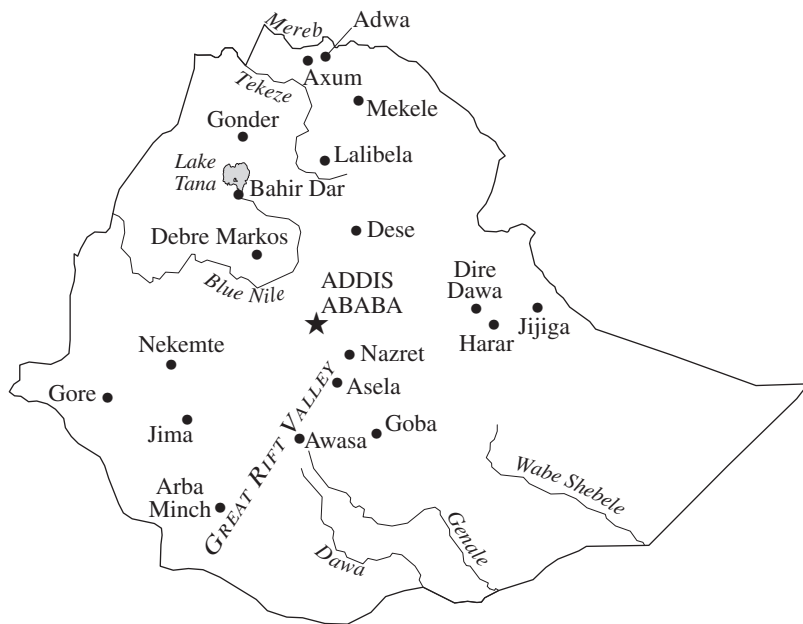 Mereb
Adwa
Axum
Tekeze
Mekele
Gonder
Lalibela
Lake
Tana
Bahir Dar
Dese
Debre Markos
Blue Nile
ADDIS
ABABA
Dire
Dawa
Harar
Jijiga
Nekemte
Nazret
Gore
Asela
Jima
Awasa
Goba
GREAT RIFT VALLEY
Arba
Minch
Wabe Shebele
Genale
Dawa